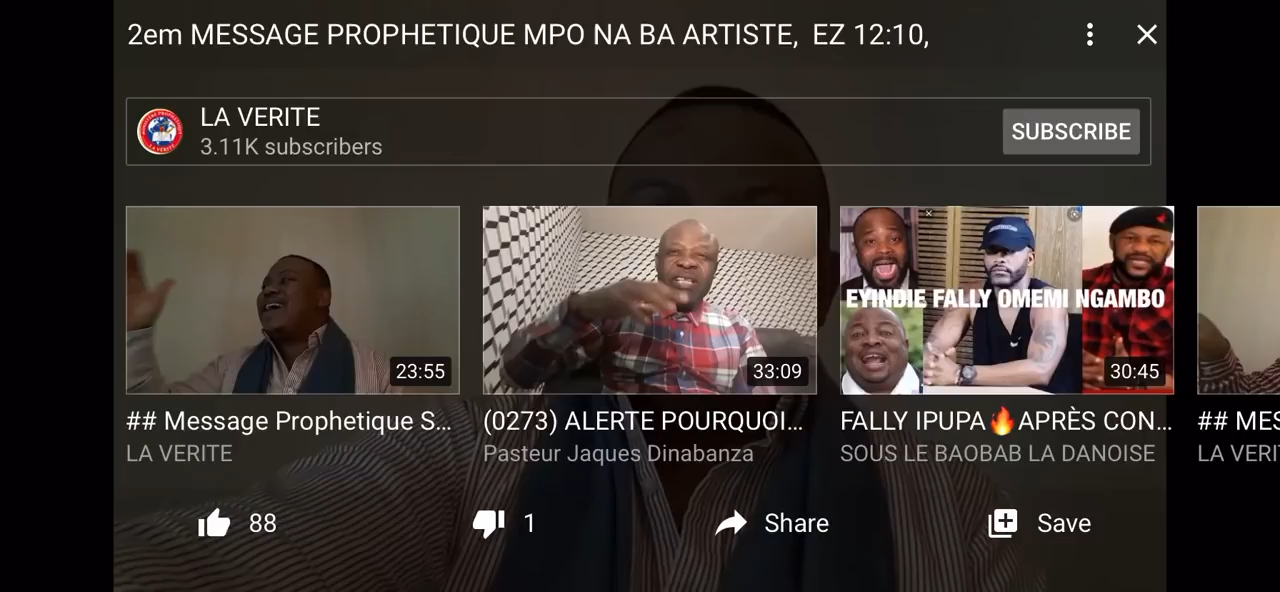 2em MESSAGE PROPHETIQUE MPO NA BA ARTISTE, EZ 12:10,
LA VERITE
3.11K subscribers
SUBSCRIBE
23:55
33:09
EYINDIE FALLY OMEMI NGAMBO
30:45
## Message Prophetique S...
(0273) ALERTE POURQUOI...
FALLY IPUPA🔥APRÈS CON...
## MES
LA VERITE
Pasteur Jaques Dinabanza
SOUS LE BAOBAB LA DANOISE
LA VERI
88
1
Share
Save